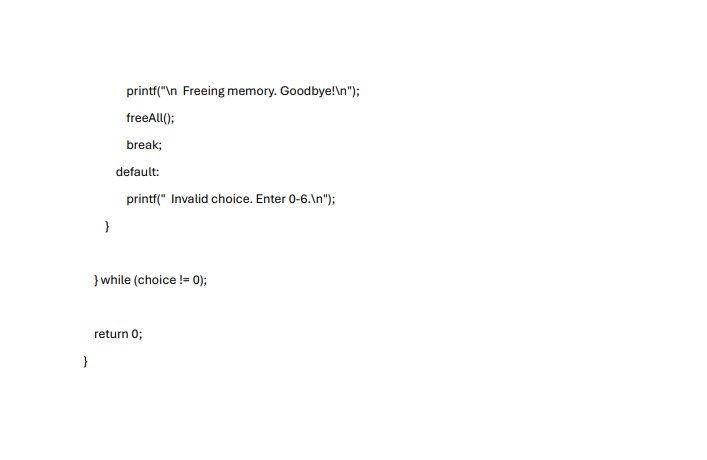 printf("\n  Freeing memory. Goodbye!\n");
freeAll();
break;
default:
printf("  Invalid choice. Enter 0-6.\n");
}
} while (choice != 0);
return 0;
}